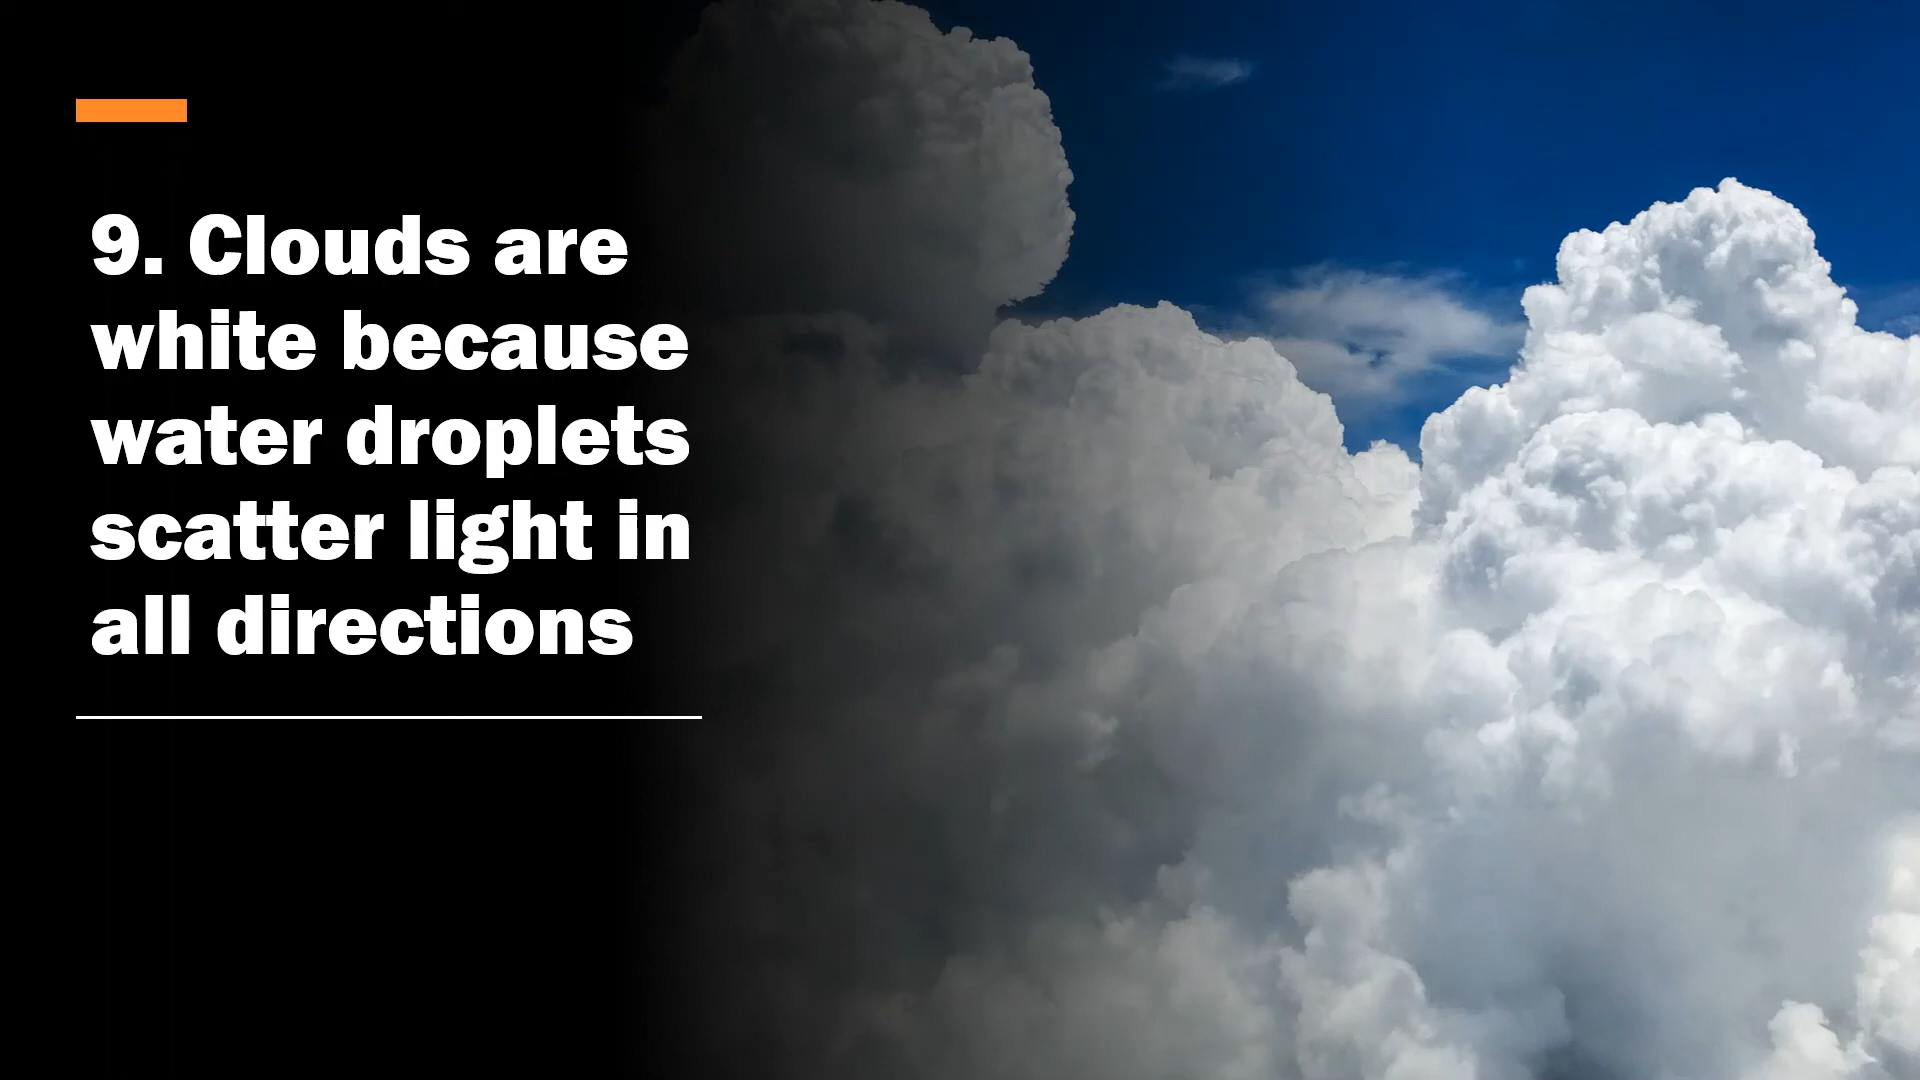 9. Clouds are
white because
water droplets
scatter light in
all directions